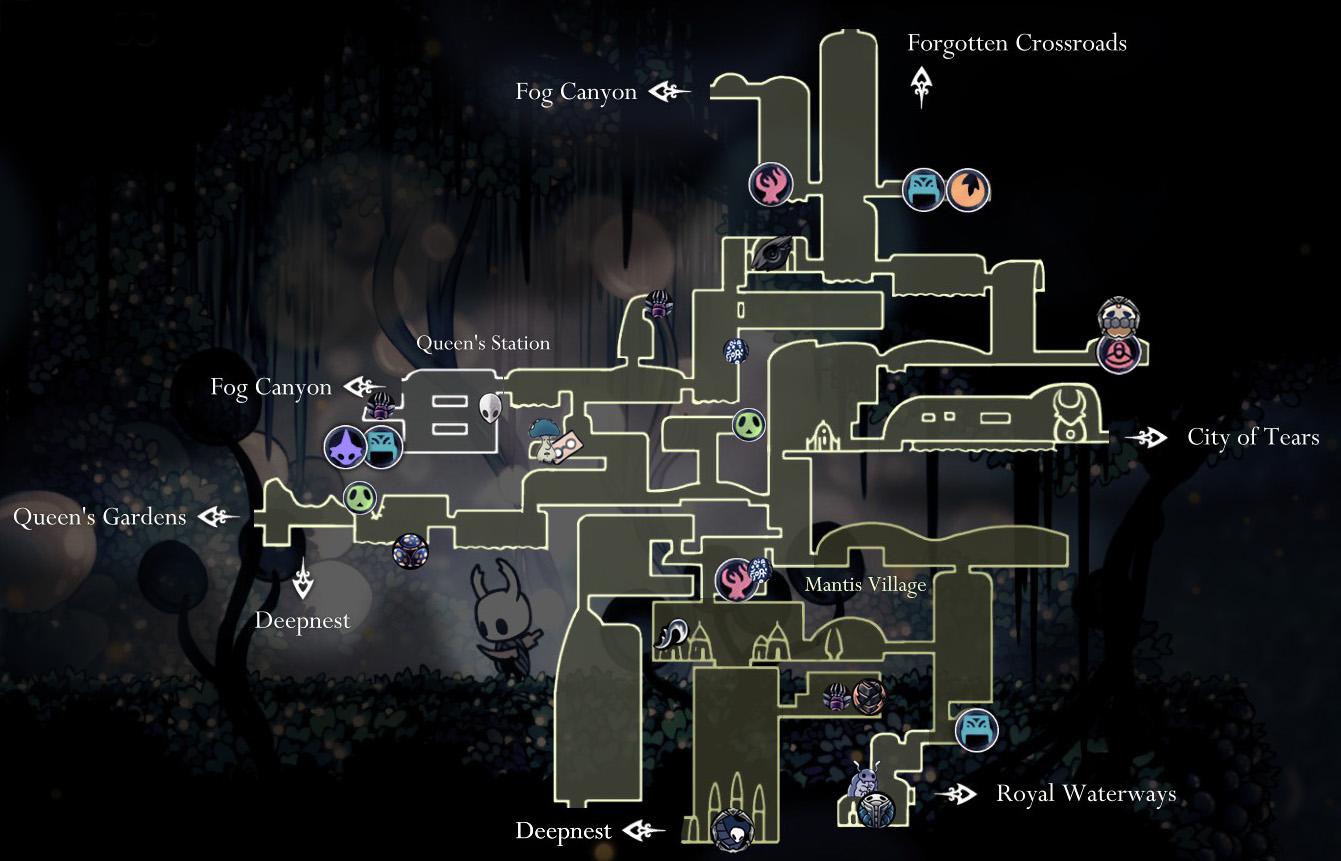 Forgotten Crossroads
Fog Canyon
Queen's Station
Fog Canyon
City of Tears
Queen's Gardens
Mantis Village
Deepnest
Royal Waterways
Deepnest